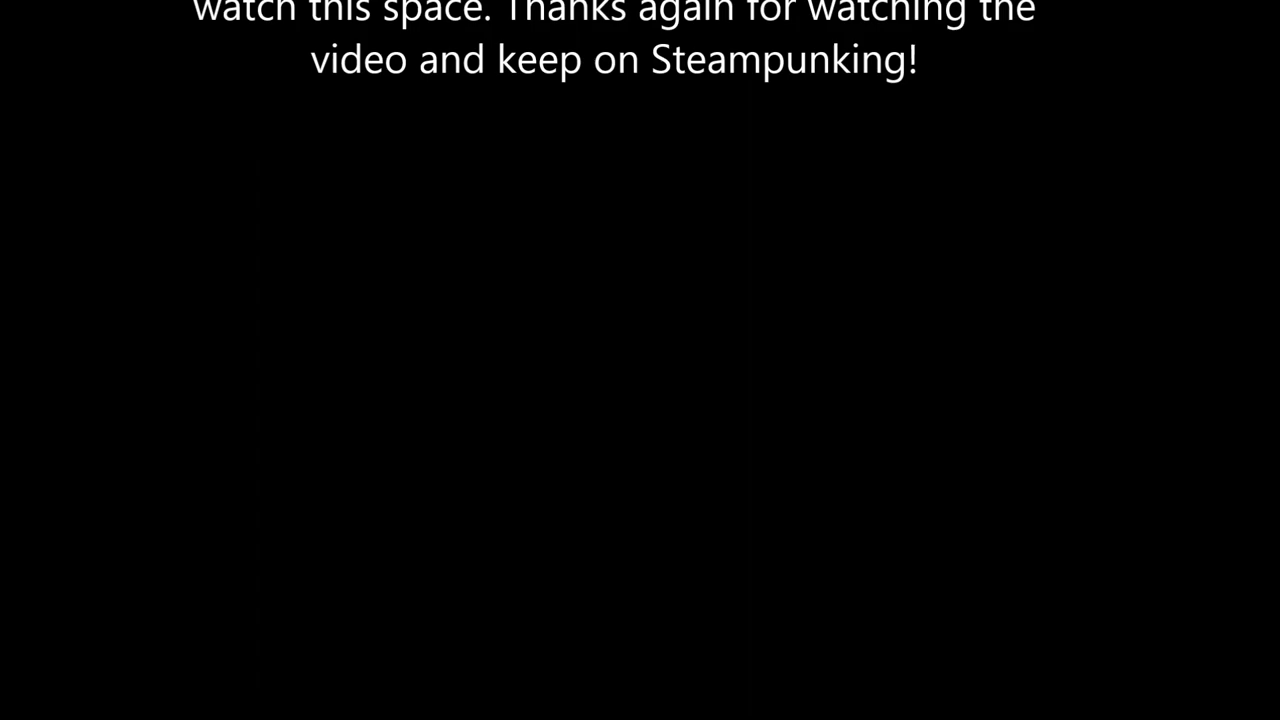 watch this space. Thanks again for watching the
video and keep on Steampunking!